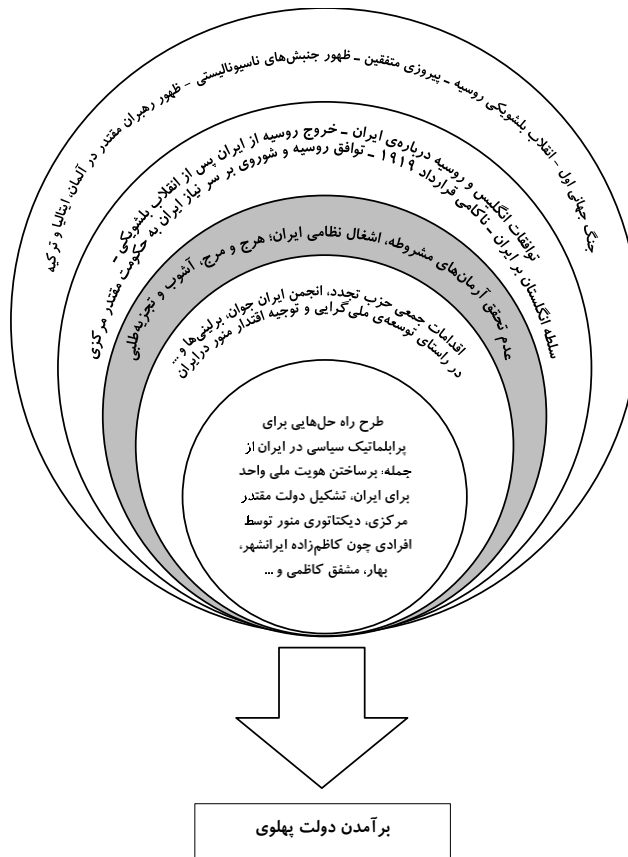 جنگ جهانی اول - انقلاب بلشویکی روسیه ـ پیروزی متفقین ـ ظهور جنبش‌های ناسیونالیستی - ظهور رهبران مقتدر در آلمان، ایتالیا و ترکیه
توافقات انگلیس و روسیه درباره‌ی ایران ـ خروج روسیه از ایران پس از انقلاب بلشویکی ـ
سلطه انگلستان بر ایران ـ ناکامی قرارداد ۱۹۱۹ ـ توافق روسیه و شوروی بر سر نیاز ایران به حکومت مقتدر مرکزی
عدم تحقق آرمان‌های مشروطه، اشغال نظامی ایران؛ هرج و مرج، آشوب و تجزیه‌طلبی
اقدامات جمعی حزب تجدد، انجمن ایران جوان، برلینی‌ها و ...
در راستای توسعه‌ی ملی‌گرایی و توجیه اقتدار منور درایران
طرح راه حل‌هایی برای
پرابلماتیک سیاسی در ایران از
جمله: برساختن هویت ملی واحد
برای ایران، تشکیل دولت مقتدر
مرکزی، دیکتاتوری منور توسط
افرادی چون کاظم‌زاده ایرانشهر،
بهار، مشفق کاظمی و ...
برآمدن دولت پهلوی